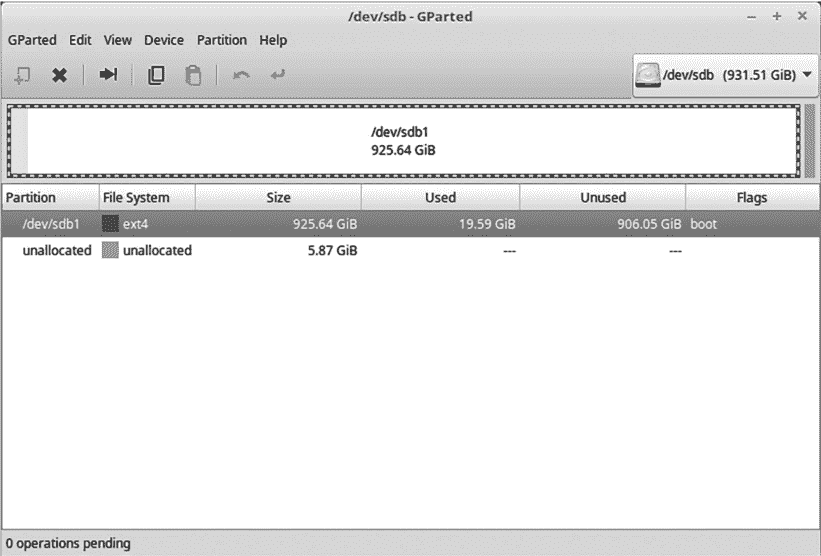 /dev/sdb - GParted
GParted Edit View Device Partition Help
/dev/sdb (931.51 GiB)
/dev/sdb1
925.64 GiB
Partition File System Size Used Unused Flags
/dev/sdb1 ext4 925.64 GiB 19.59 GiB 906.05 GiB boot
unallocated unallocated 5.87 GiB --- ---
0 operations pending